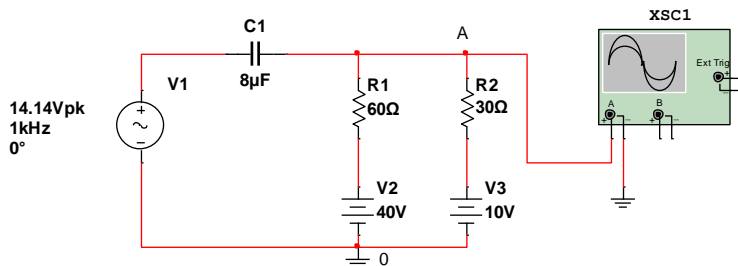 XSC1
C1
A
V1
8µF
R1
60Ω
R2
30Ω
Ext Trig
+
–
A
B
+ –
+ –
14.14Vpk
1kHz
0°
+
–
V2
40V
V3
10V
0